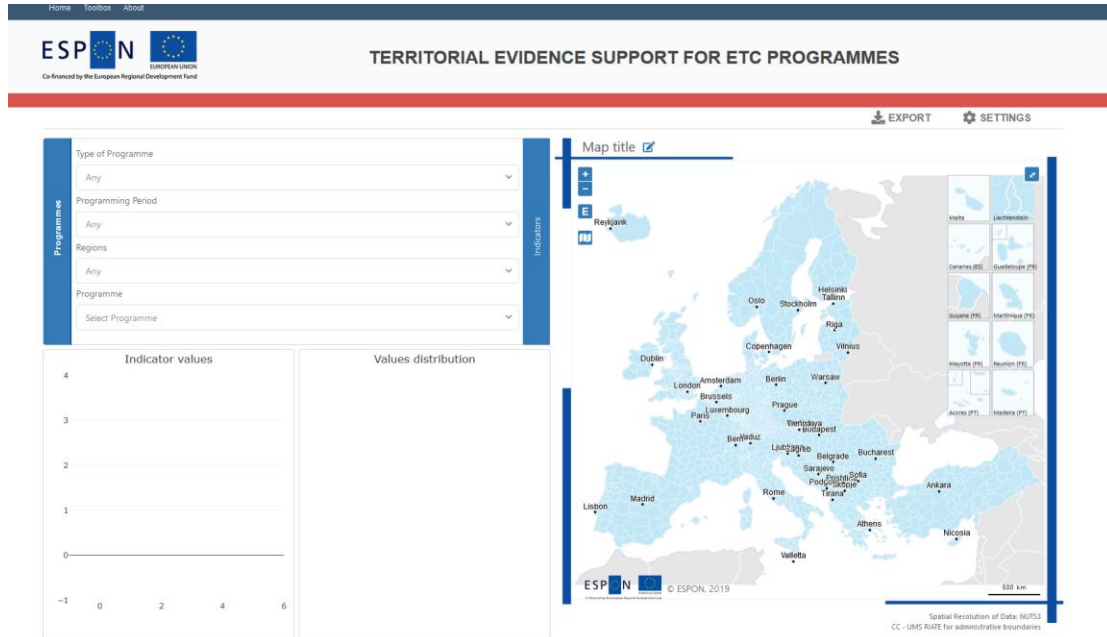 Home Toolbox About
ESPON
EUROPEAN UNION
Co-financed by the European Regional Development Fund
TERRITORIAL EVIDENCE SUPPORT FOR ETC PROGRAMMES
EXPORT SETTINGS
Programmes
Type of Programme
Any
Programming Period
Any
Regions
Any
Programme
Select Programme
Indicators
Indicator values
4
3
2
1
0
−1
0 2 4 6
Values distribution
Map title
+
−
E
Reykjavik
Oslo
Stockholm
Helsinki
Tallinn
Riga
Copenhagen
Vilnius
Dublin
London
Amsterdam
Berlin
Warsaw
Brussels
Luxembourg
Prague
Paris
Budapest
Bern
Vaduz
Zagreb
Belgrade
Bucharest
Sarajevo
Sofia
Skopje
Tirana
Rome
Madrid
Lisbon
Ankara
Athens
Nicosia
Valletta
Malta
Liechtenstein
Canarias (ES)
Guadeloupe (FR)
Guyane (FR)
Martinique (FR)
Mayotte (FR)
Reunion (FR)
Acores (PT)
Madeira (PT)
ESPON
© ESPON, 2019
500 km
Spatial Resolution of Data: NUTS3
CC - UMS RIATE for administrative boundaries